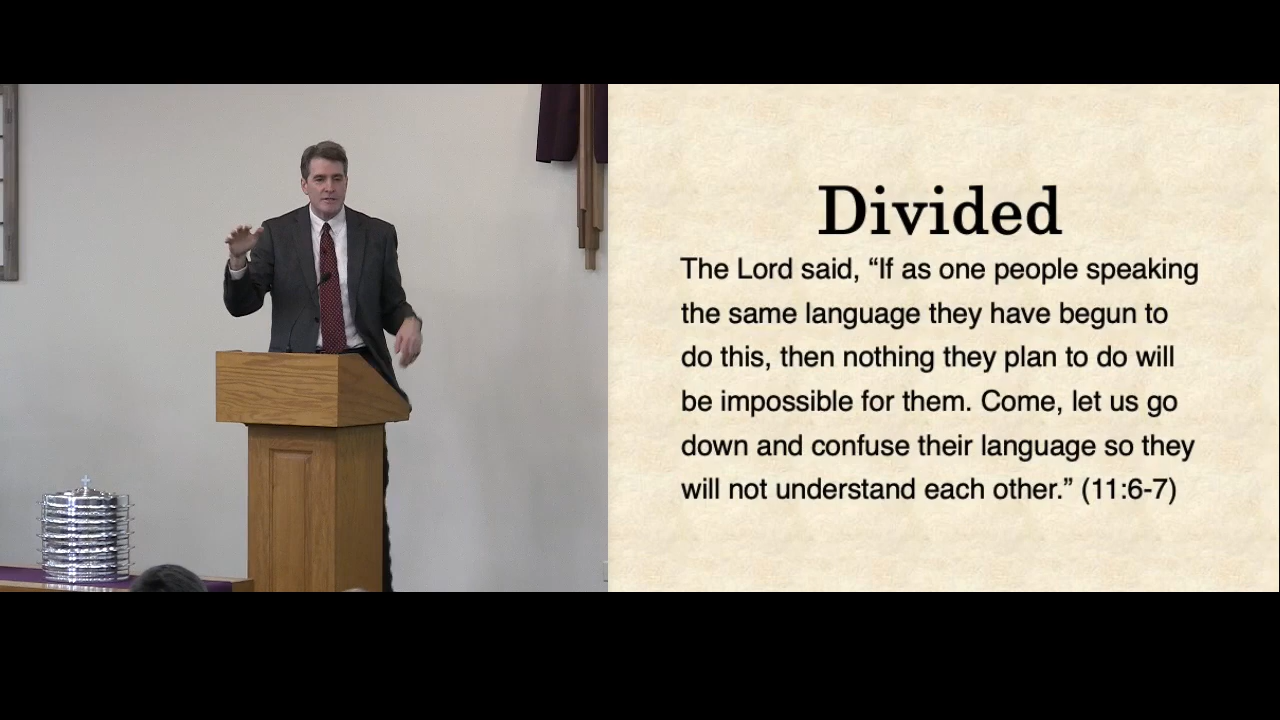 Divided
The Lord said, “If as one people speaking
the same language they have begun to
do this, then nothing they plan to do will
be impossible for them. Come, let us go
down and confuse their language so they
will not understand each other.” (11:6-7)